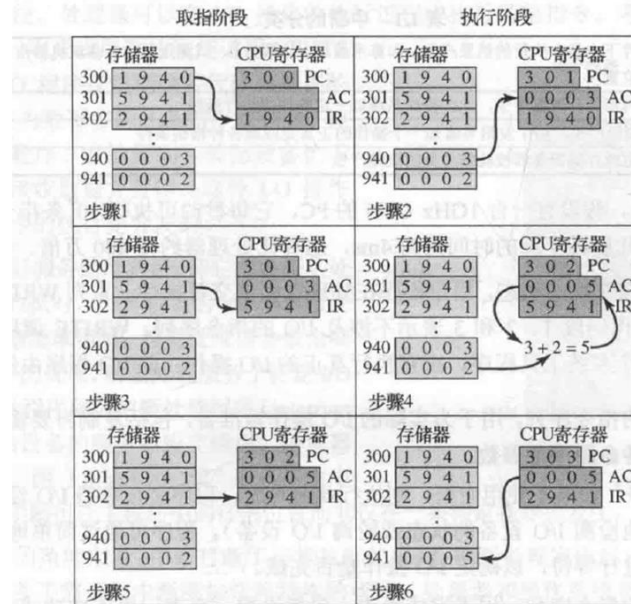 取指阶段 执行阶段
存储器 CPU寄存器 存储器 CPU寄存器
300 1 9 4 0 3 0 0 PC 300 1 9 4 0 3 0 1 PC
301 5 9 4 1 AC 301 5 9 4 1 0 0 0 3 AC
302 2 9 4 1 1 9 4 0 IR 302 2 9 4 1 1 9 4 0 IR
940 0 0 0 3 940 0 0 0 3
941 0 0 0 2 941 0 0 0 2
步骤1 步骤2
存储器 CPU寄存器 存储器 CPU寄存器
300 1 9 4 0 3 0 1 PC 300 1 9 4 0 3 0 2 PC
301 5 9 4 1 0 0 0 3 AC 301 5 9 4 1 0 0 0 5 AC
302 2 9 4 1 5 9 4 1 IR 302 2 9 4 1 5 9 4 1 IR
940 0 0 0 3 940 0 0 0 3 3+2=5
941 0 0 0 2 941 0 0 0 2
步骤3 步骤4
存储器 CPU寄存器 存储器 CPU寄存器
300 1 9 4 0 3 0 2 PC 300 1 9 4 0 3 0 3 PC
301 5 9 4 1 0 0 0 5 AC 301 5 9 4 1 0 0 0 5 AC
302 2 9 4 1 2 9 4 1 IR 302 2 9 4 1 2 9 4 1 IR
940 0 0 0 3 940 0 0 0 3
941 0 0 0 2 941 0 0 0 5
步骤5 步骤6